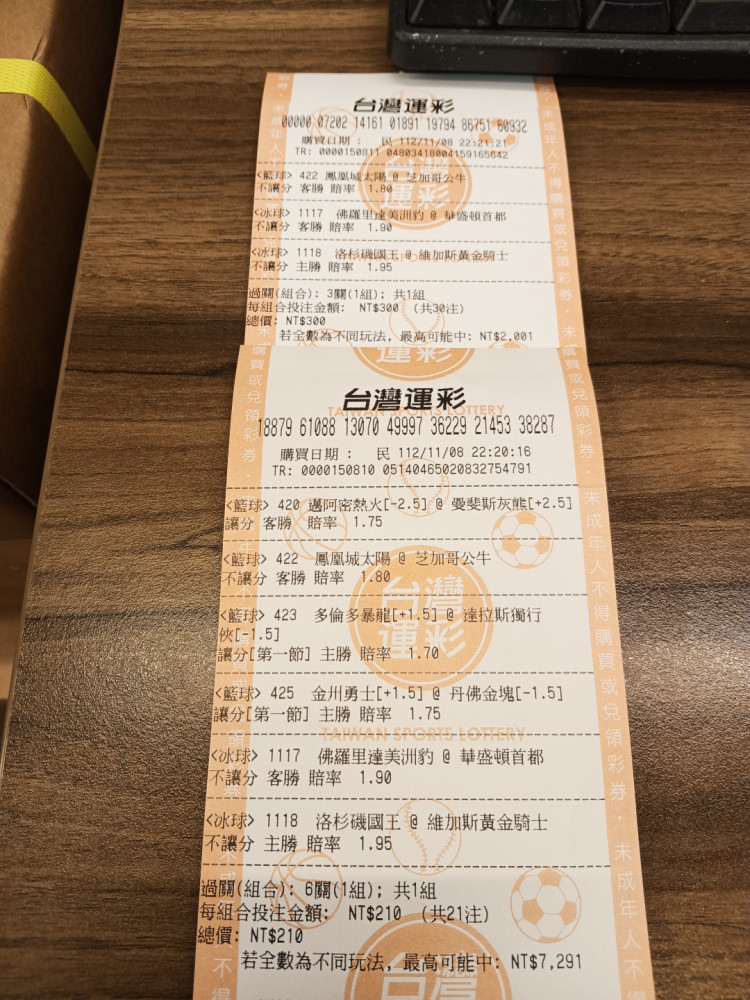 台灣運彩
00000 07202 14161 01891 19794 86751 60932
購買日期： 民 112/11/08 22:21:21
TR: 0000150811 04803418004159165642
<籃球> 422 鳳凰城太陽 @ 芝加哥公牛
不讓分 客勝 賠率 1.80
<冰球> 1117 佛羅里達美洲豹 @ 華盛頓首都
不讓分 客勝 賠率 1.90
<冰球> 1118 洛杉磯國王 @ 維加斯黃金騎士
不讓分 主勝 賠率 1.95
過關(組合): 3關(1組); 共1組
每組合投注金額: NT$300 (共30注)
總價: NT$300
若全數為不同玩法, 最高可能中: NT$2,001
台灣運彩
TAIWAN SPORTS LOTTERY
18879 61088 13070 49997 36229 21453 38287
購買日期： 民 112/11/08 22:20:16
TR: 0000150810 05140465020832754791
<籃球> 420 邁阿密熱火[-2.5] @ 曼斐斯灰熊[+2.5]
讓分 客勝 賠率 1.75
<籃球> 422 鳳凰城太陽 @ 芝加哥公牛
不讓分 客勝 賠率 1.80
<籃球> 423 多倫多暴龍[+1.5] @ 達拉斯獨行
俠[-1.5]
讓分[第一節] 主勝 賠率 1.70
<籃球> 425 金州勇士[+1.5] @ 丹佛金塊[-1.5]
讓分[第一節] 主勝 賠率 1.75
TAIWAN SPORTS LOTTERY
<冰球> 1117 佛羅里達美洲豹 @ 華盛頓首都
不讓分 客勝 賠率 1.90
<冰球> 1118 洛杉磯國王 @ 維加斯黃金騎士
不讓分 主勝 賠率 1.95
過關(組合): 6關(1組); 共1組
每組合投注金額: NT$210 (共21注)
總價: NT$210
若全數為不同玩法, 最高可能中: NT$7,291
未成年人不得購買或兌領彩券